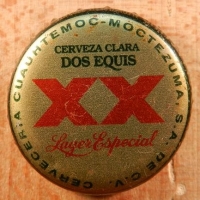 CERVEZA CLARA
DOS EQUIS
XX
Lager Especial
CERVECERIA CUAUHTEMOC-MOCTEZUMA, S.A. DE C.V.